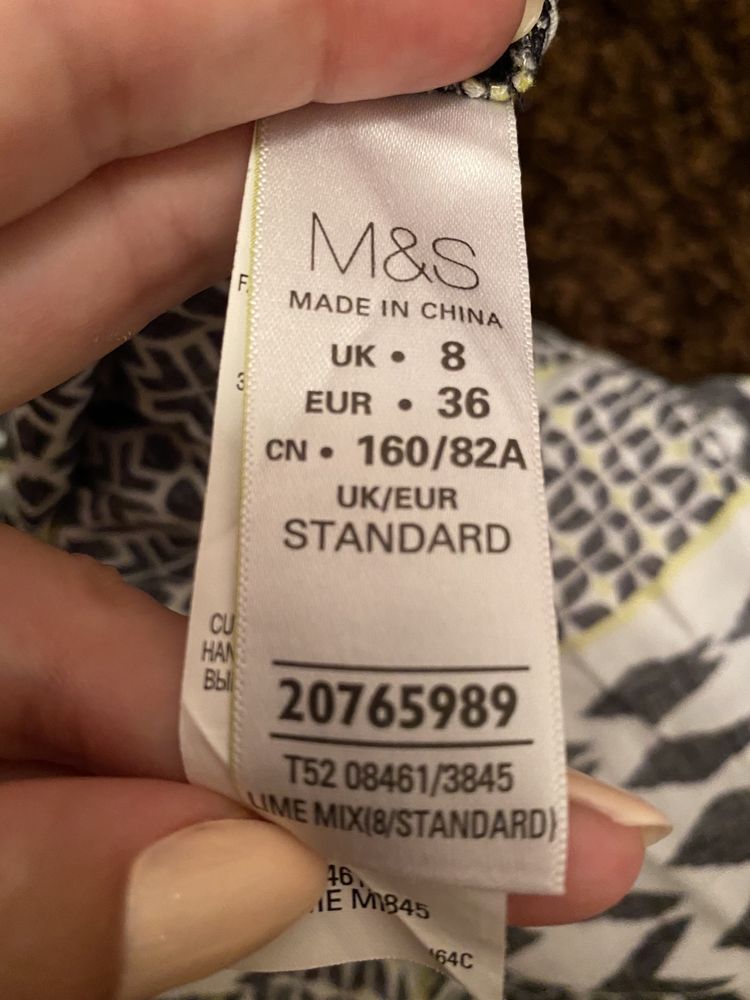 M&S
MADE IN CHINA
UK • 8
EUR • 36
CN • 160/82A
UK/EUR
STANDARD
20765989
T52 08461/3845
LIME MIX(8/STANDARD)